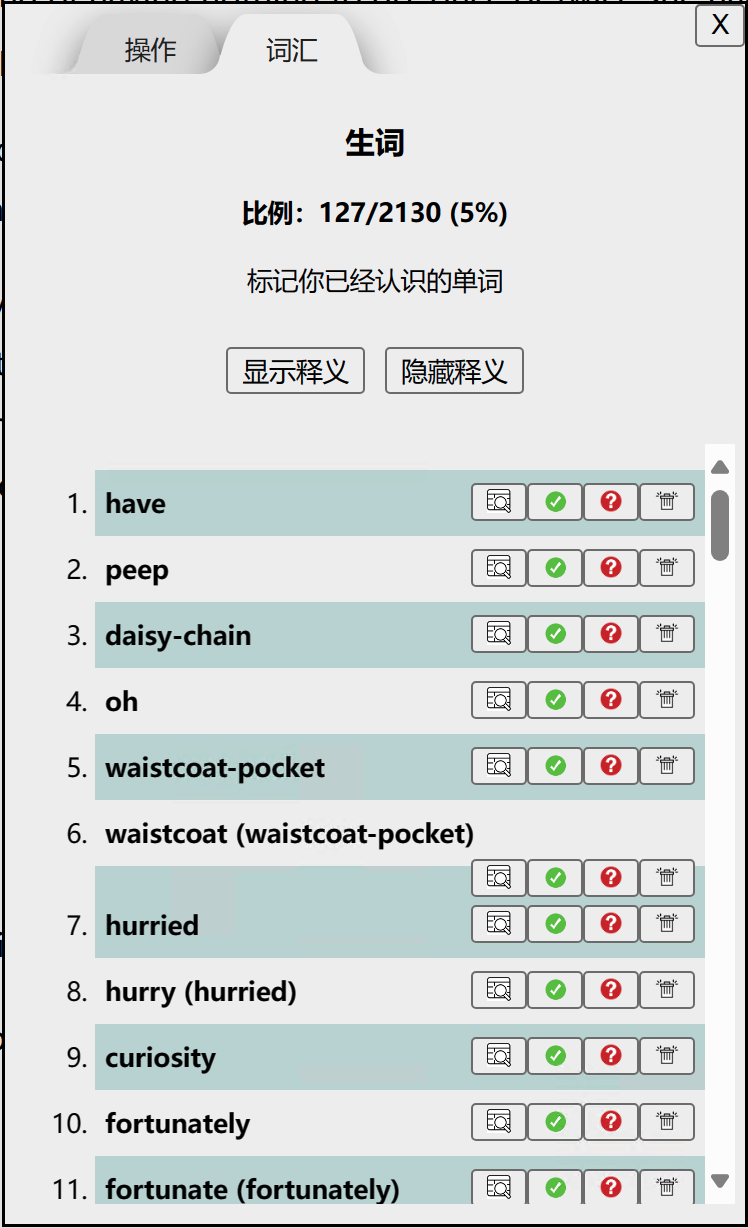 操作
词汇
X
生词
比例：127/2130 (5%)
标记你已经认识的单词
显示释义 隐藏释义
1. have
2. peep
3. daisy-chain
4. oh
5. waistcoat-pocket
6. waistcoat (waistcoat-pocket)
7. hurried
8. hurry (hurried)
9. curiosity
10. fortunately
11. fortunate (fortunately)